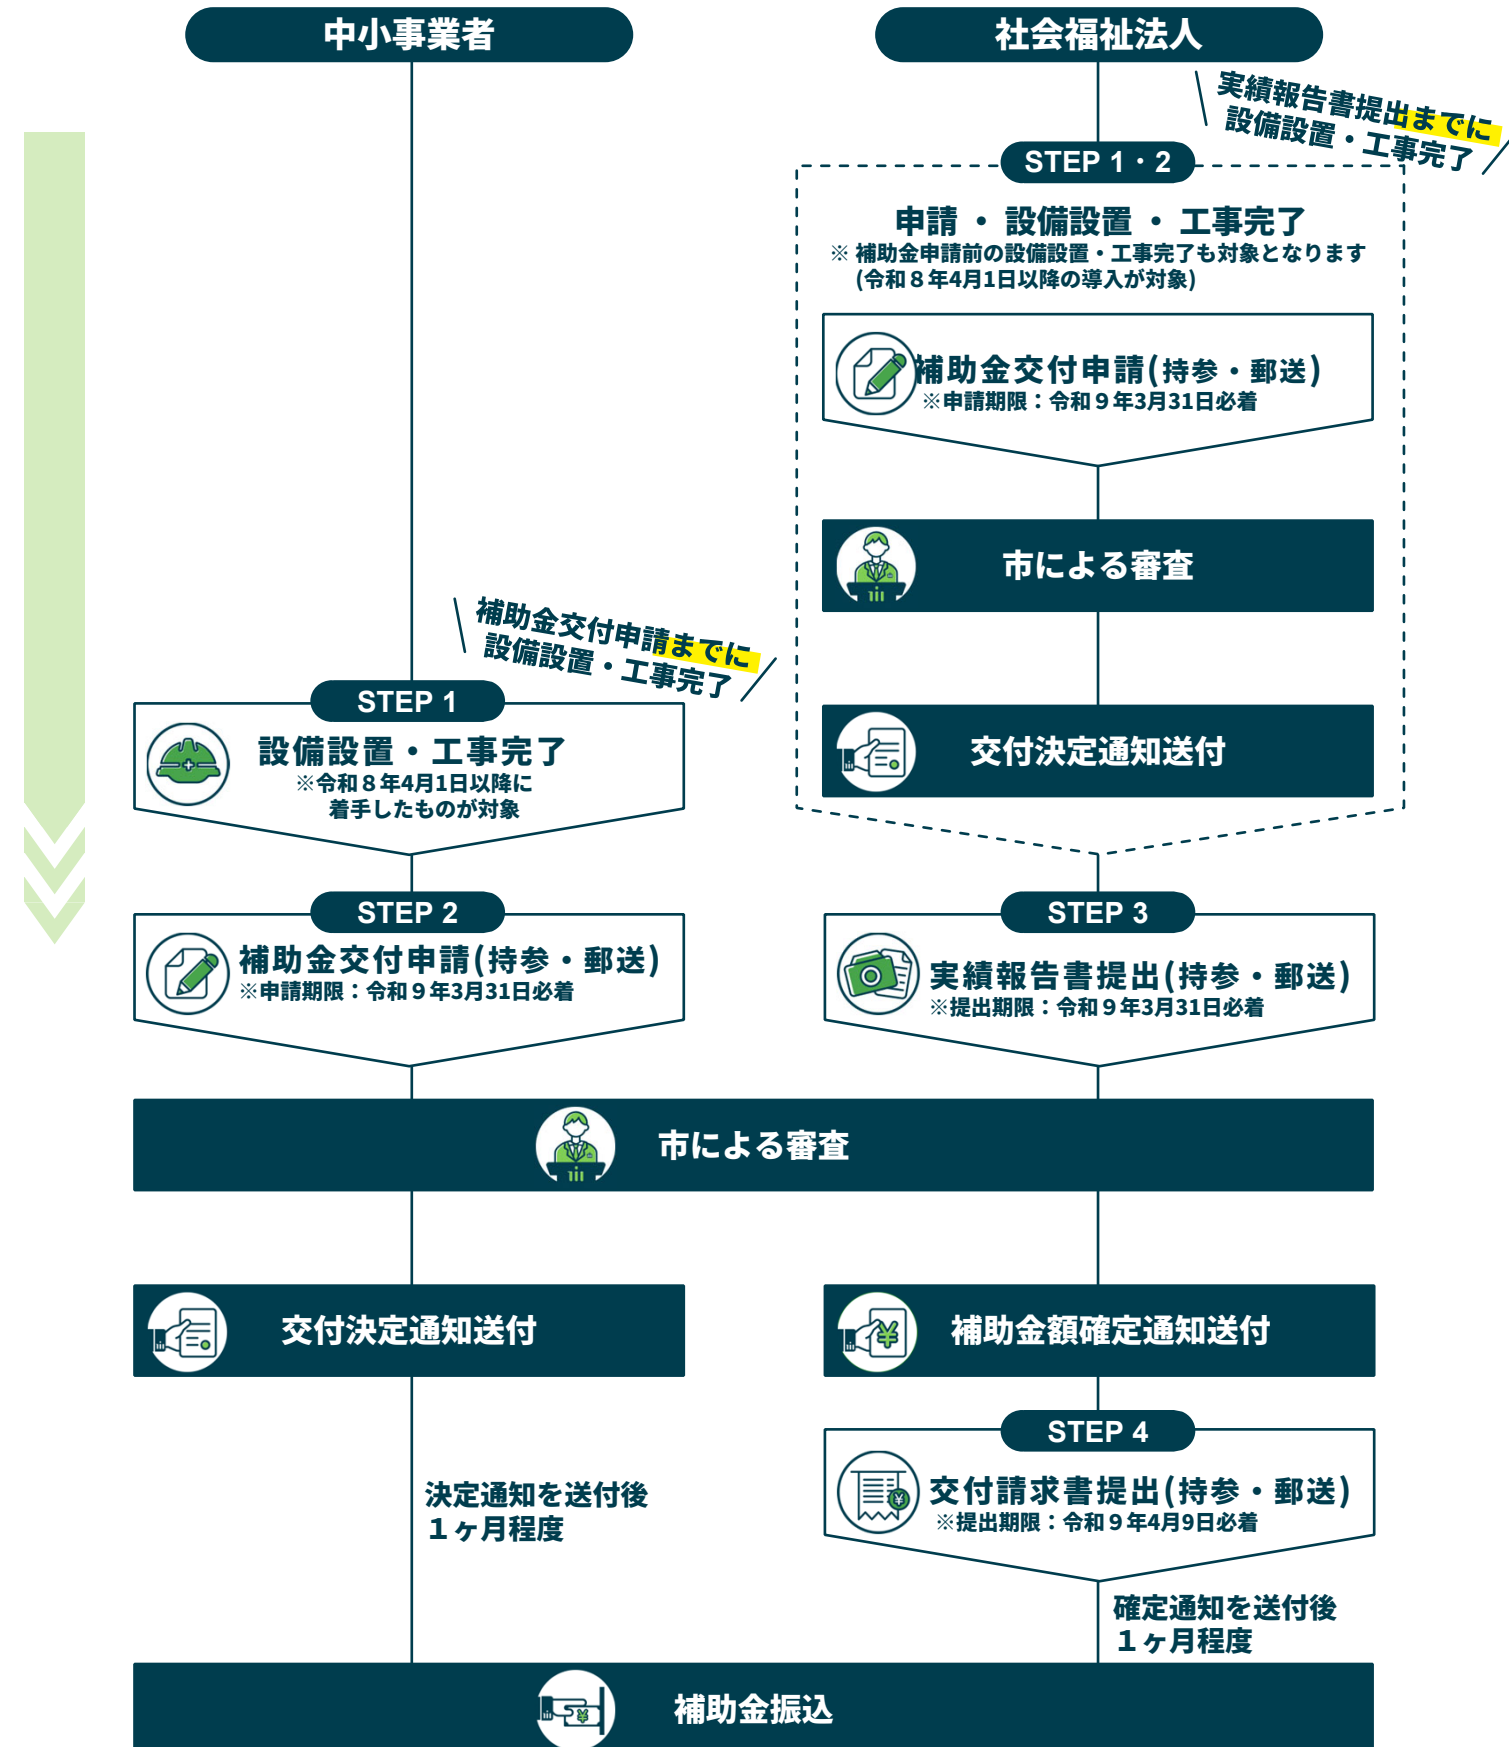 中小事業者
社会福祉法人
実績報告書提出までに
設備設置・工事完了
STEP 1・2
申請 ・ 設備設置 ・ 工事完了
※ 補助金申請前の設備設置・工事完了も対象となります
(令和８年4月1日以降の導入が対象)
補助金交付申請(持参・郵送)
※申請期限：令和９年3月31日必着
市による審査
交付決定通知送付
補助金交付申請までに
設備設置・工事完了
STEP 1
設備設置・工事完了
※令和８年4月1日以降に
着手したものが対象
STEP 2
補助金交付申請(持参・郵送)
※申請期限：令和９年3月31日必着
STEP 3
実績報告書提出(持参・郵送)
※提出期限：令和９年3月31日必着
市による審査
交付決定通知送付
補助金額確定通知送付
STEP 4
交付請求書提出(持参・郵送)
※提出期限：令和９年4月9日必着
決定通知を送付後
１ヶ月程度
確定通知を送付後
１ヶ月程度
補助金振込